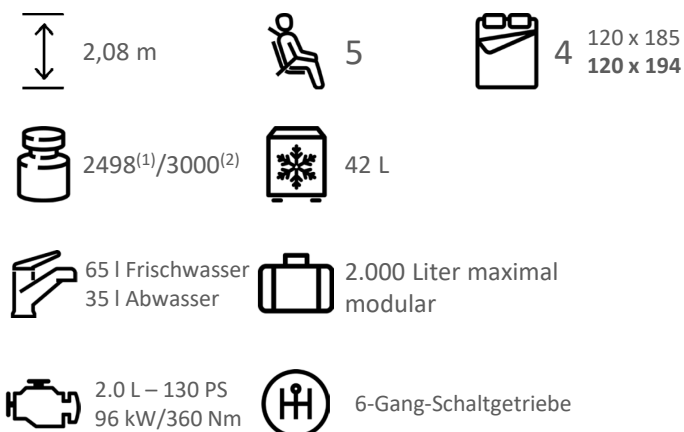 2,08 m
5
4
120 x 185
120 x 194
2498(1)/3000(2)
42 L
65 l Frischwasser
35 l Abwasser
2.000 Liter maximal
modular
2.0 L – 130 PS
96 kW/360 Nm
6-Gang-Schaltgetriebe